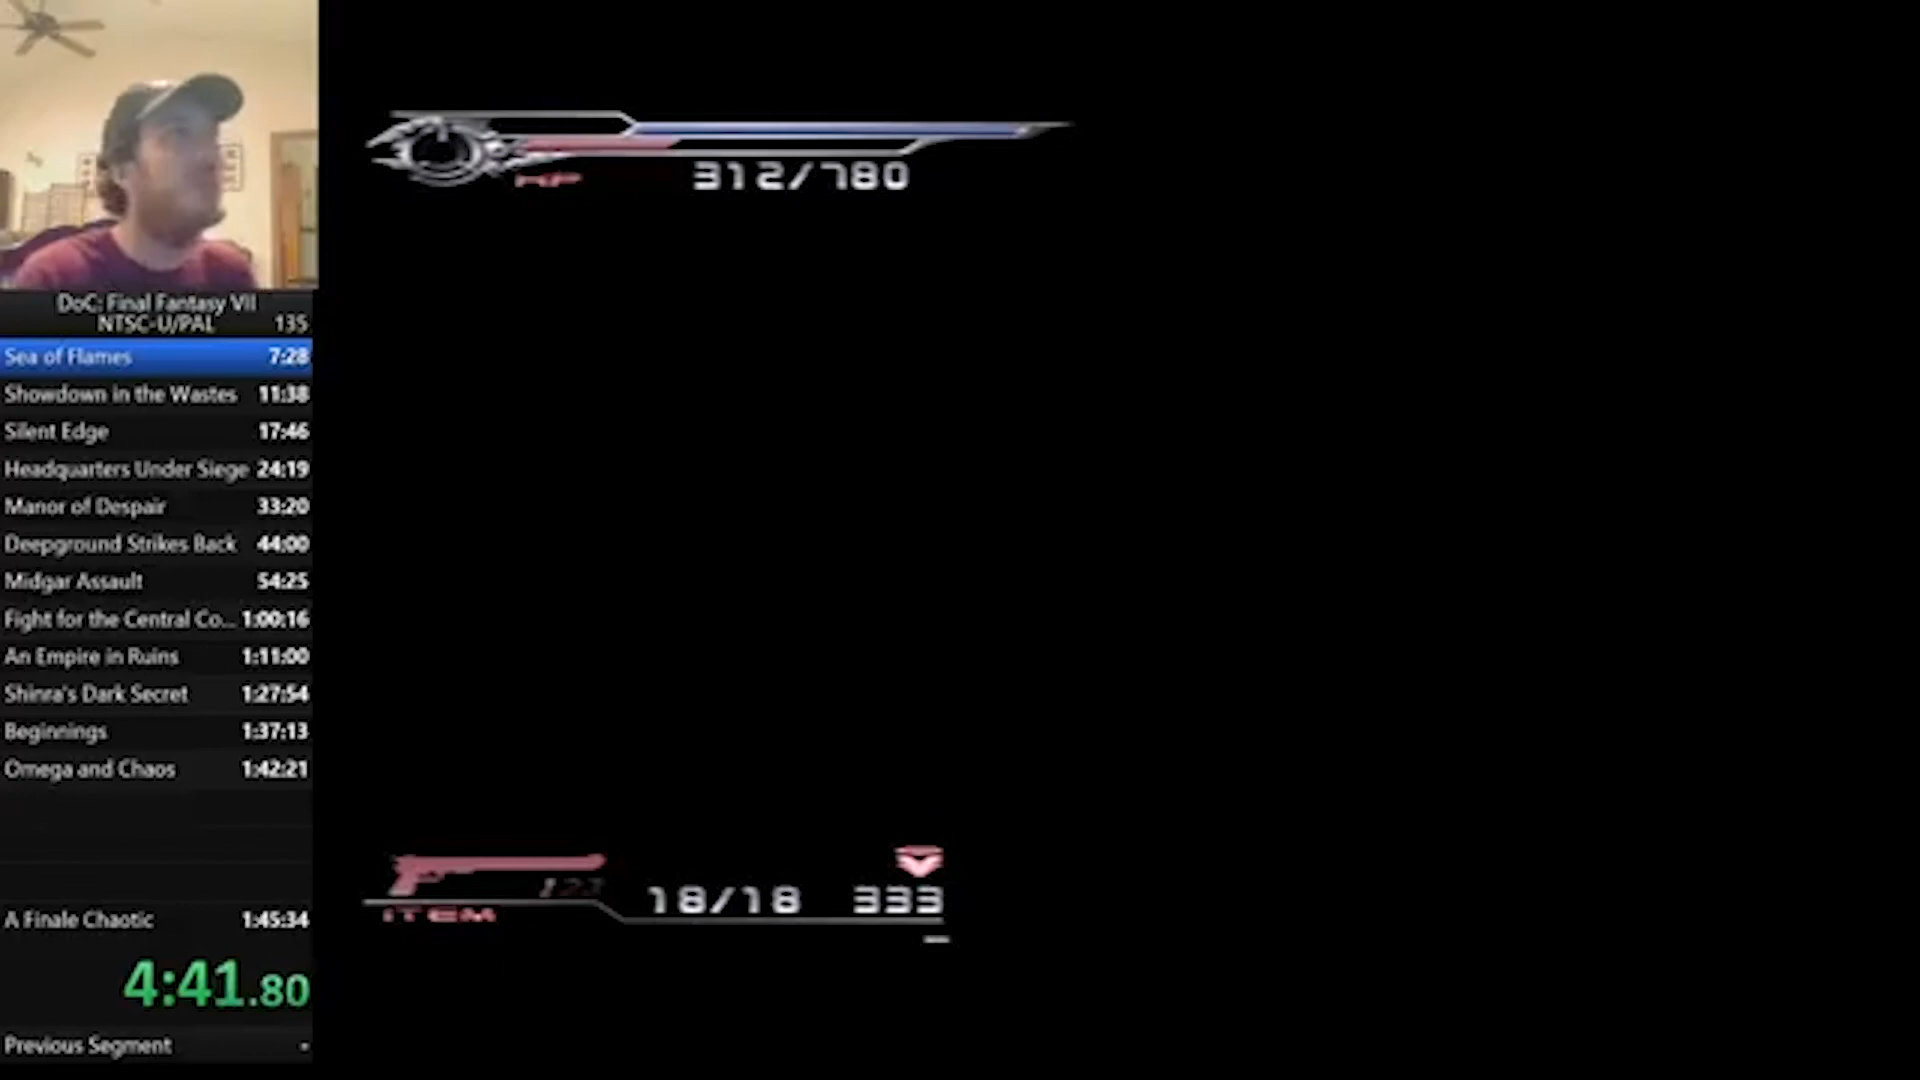 DoC: Final Fantasy VII
NTSC-U/PAL 135
Sea of Flames 7:28
Showdown in the Wastes 11:38
Silent Edge 17:46
Headquarters Under Siege 24:19
Manor of Despair 33:20
Deepground Strikes Back 44:00
Midgar Assault 54:25
Fight for the Central Co... 1:00:16
An Empire in Ruins 1:11:00
Shinra's Dark Secret 1:27:54
Beginnings 1:37:13
Omega and Chaos 1:42:21
A Finale Chaotic 1:45:34
4:41.80
Previous Segment -
HP 312/780
123 18/18 333
ITEM